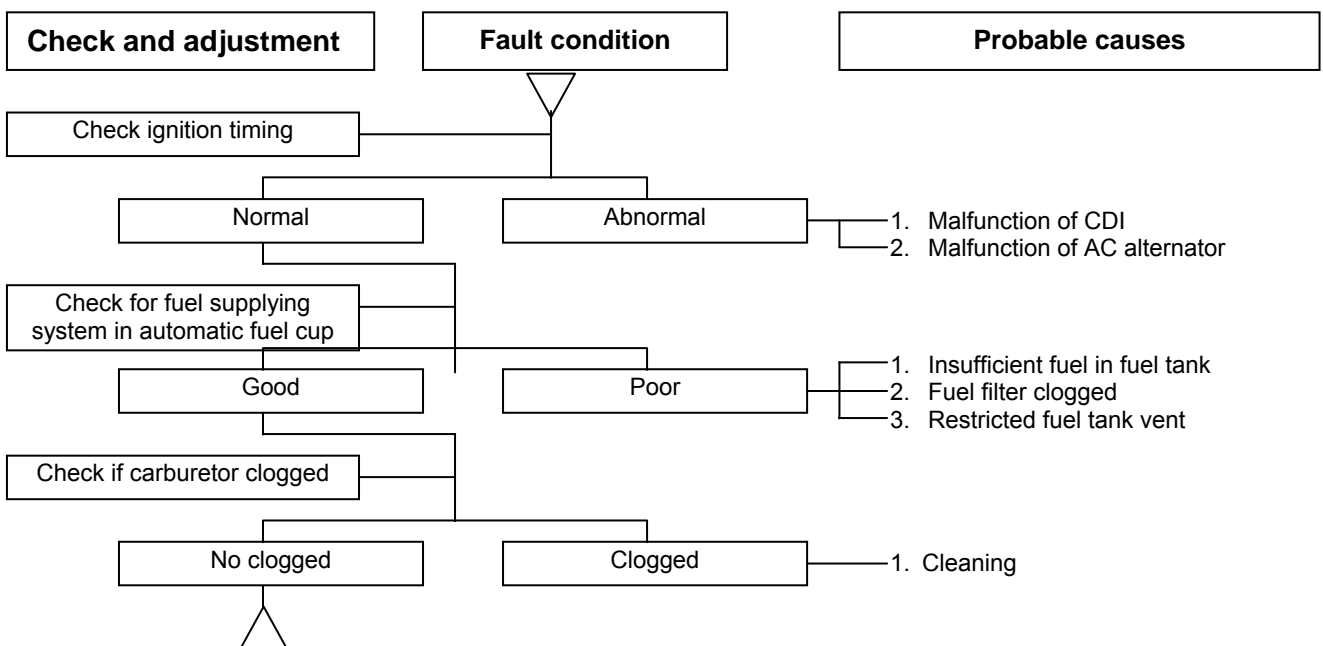 Check and adjustment
Fault condition
Probable causes
Check ignition timing
Normal
Abnormal
1. Malfunction of CDI
2. Malfunction of AC alternator
Check for fuel supplying
system in automatic fuel cup
Good
Poor
1. Insufficient fuel in fuel tank
2. Fuel filter clogged
3. Restricted fuel tank vent
Check if carburetor clogged
No clogged
Clogged
1. Cleaning